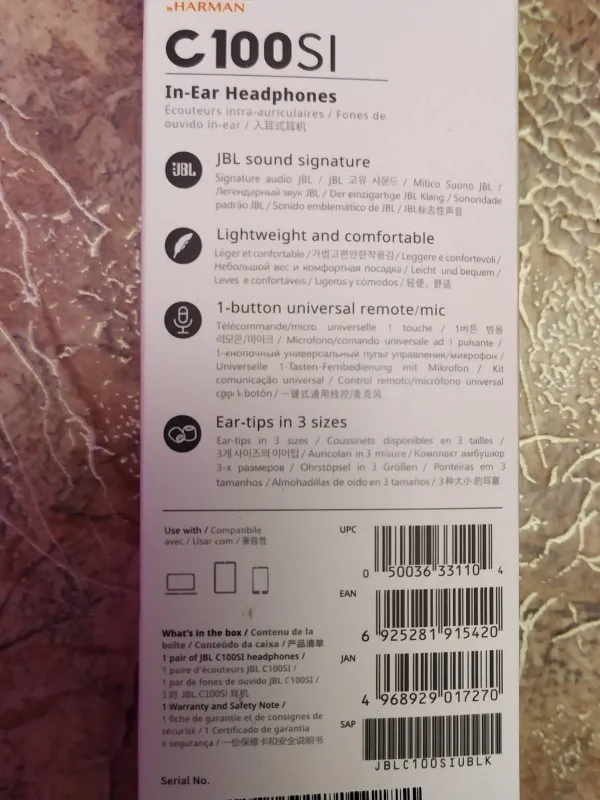 by HARMAN
C100SI
In-Ear Headphones
Écouteurs intra-auriculaires / Fones de
ouvido in-ear / 入耳式耳机
JBL
JBL sound signature
Signature audio JBL / JBL 고유 사운드 / Mitico Suono JBL /
Легендарный звук JBL / Der einzigartige JBL Klang / Sonoridade
padrão JBL / Sonido emblemático de JBL / JBL标志性声音
Lightweight and comfortable
Léger et confortable / 가볍고편안한착용감 / Leggere e confortevoli /
Небольшой вес и комфортная посадка / Leicht und bequem /
Leves e confortáveis / Ligeros y cómodos / 轻便，舒适
1-button universal remote/mic
Télécommande/micro universelle 1 touche / 1버튼 범용
리모콘/마이크 / Microfono/comando universale ad 1 pulsante /
1-кнопочный универсальный пульт управления/микрофон /
Universelle 1-Tasten-Fernbedienung mit Mikrofon / Kit
comunicação universal / Control remoto/micrófono universal
1-botón / 一键式通用线控/麦克风
Ear-tips in 3 sizes
Ear-tips in 3 sizes / Coussinets disponibles en 3 tailles /
3개 사이즈의 이어팁 / Auricolari in 3 misure / Комплект амбушюр
3-х размеров / Ohrstöpsel in 3 Größen / Ponteiras em 3
tamanhos / Almohadillas de oido en 3 tamaños / 3种大小的耳塞
Use with / Compatible
avec / Usar com / 兼容性
UPC
0 50036 33110 4
EAN
6 925281 915420
What's in the box / Contenu de la
boîte / Conteúdo da caixa / 产品清单
1 pair of JBL C100SI headphones /
1 paire d'écouteurs JBL C100SI /
1 par de fones de ouvido JBL C100SI /
1对 JBL C100SI 耳机
1 Warranty and Safety Note /
1 fiche de garantie et de consignes de
sécurité / 1 Certificado de garantia
e segurança / 一份保修卡和安全说明书
JAN
4 968929 017270
SAP
JBLC100SIUBLK
Serial No.